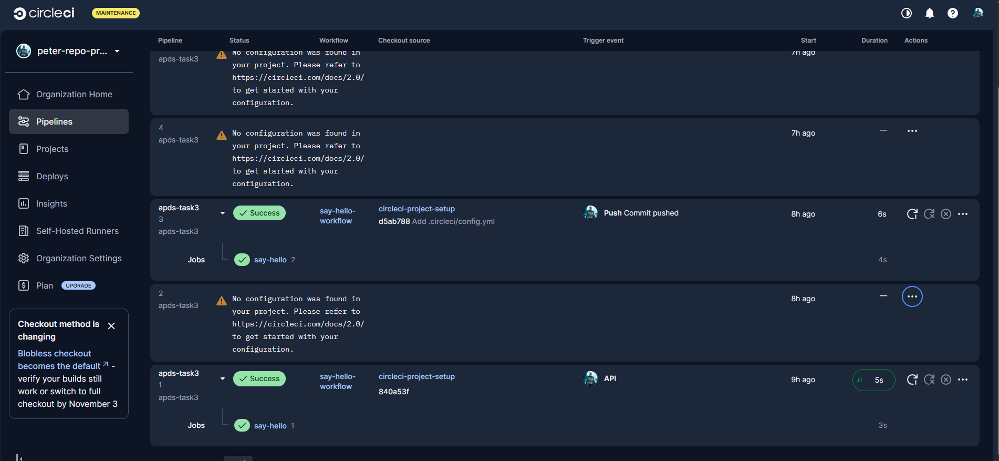 circleci
MAINTENANCE
peter-repo-pr...
Organization Home
Pipelines
Projects
Deploys
Insights
Self-Hosted Runners
Organization Settings
Plan UPGRADE
Checkout method is
changing
Blobless checkout
becomes the default -
verify your builds still
work or switch to full
checkout by November 3
Pipeline Status Workflow Checkout source Trigger event Start Duration Actions
apds-task3
No configuration was found in
your project. Please refer to
https://circleci.com/docs/2.0/
to get started with your
configuration.
7h ago
4
apds-task3
No configuration was found in
your project. Please refer to
https://circleci.com/docs/2.0/
to get started with your
configuration.
7h ago
apds-task3
3
apds-task3
Success
say-hello-
workflow
circleci-project-setup
d5ab788 Add .circleci/config.yml
Push Commit pushed
8h ago
6s
Jobs
say-hello 2
4s
2
apds-task3
No configuration was found in
your project. Please refer to
https://circleci.com/docs/2.0/
to get started with your
configuration.
8h ago
apds-task3
1
apds-task3
Success
say-hello-
workflow
circleci-project-setup
840a53f
API
9h ago
5s
Jobs
say-hello 1
3s